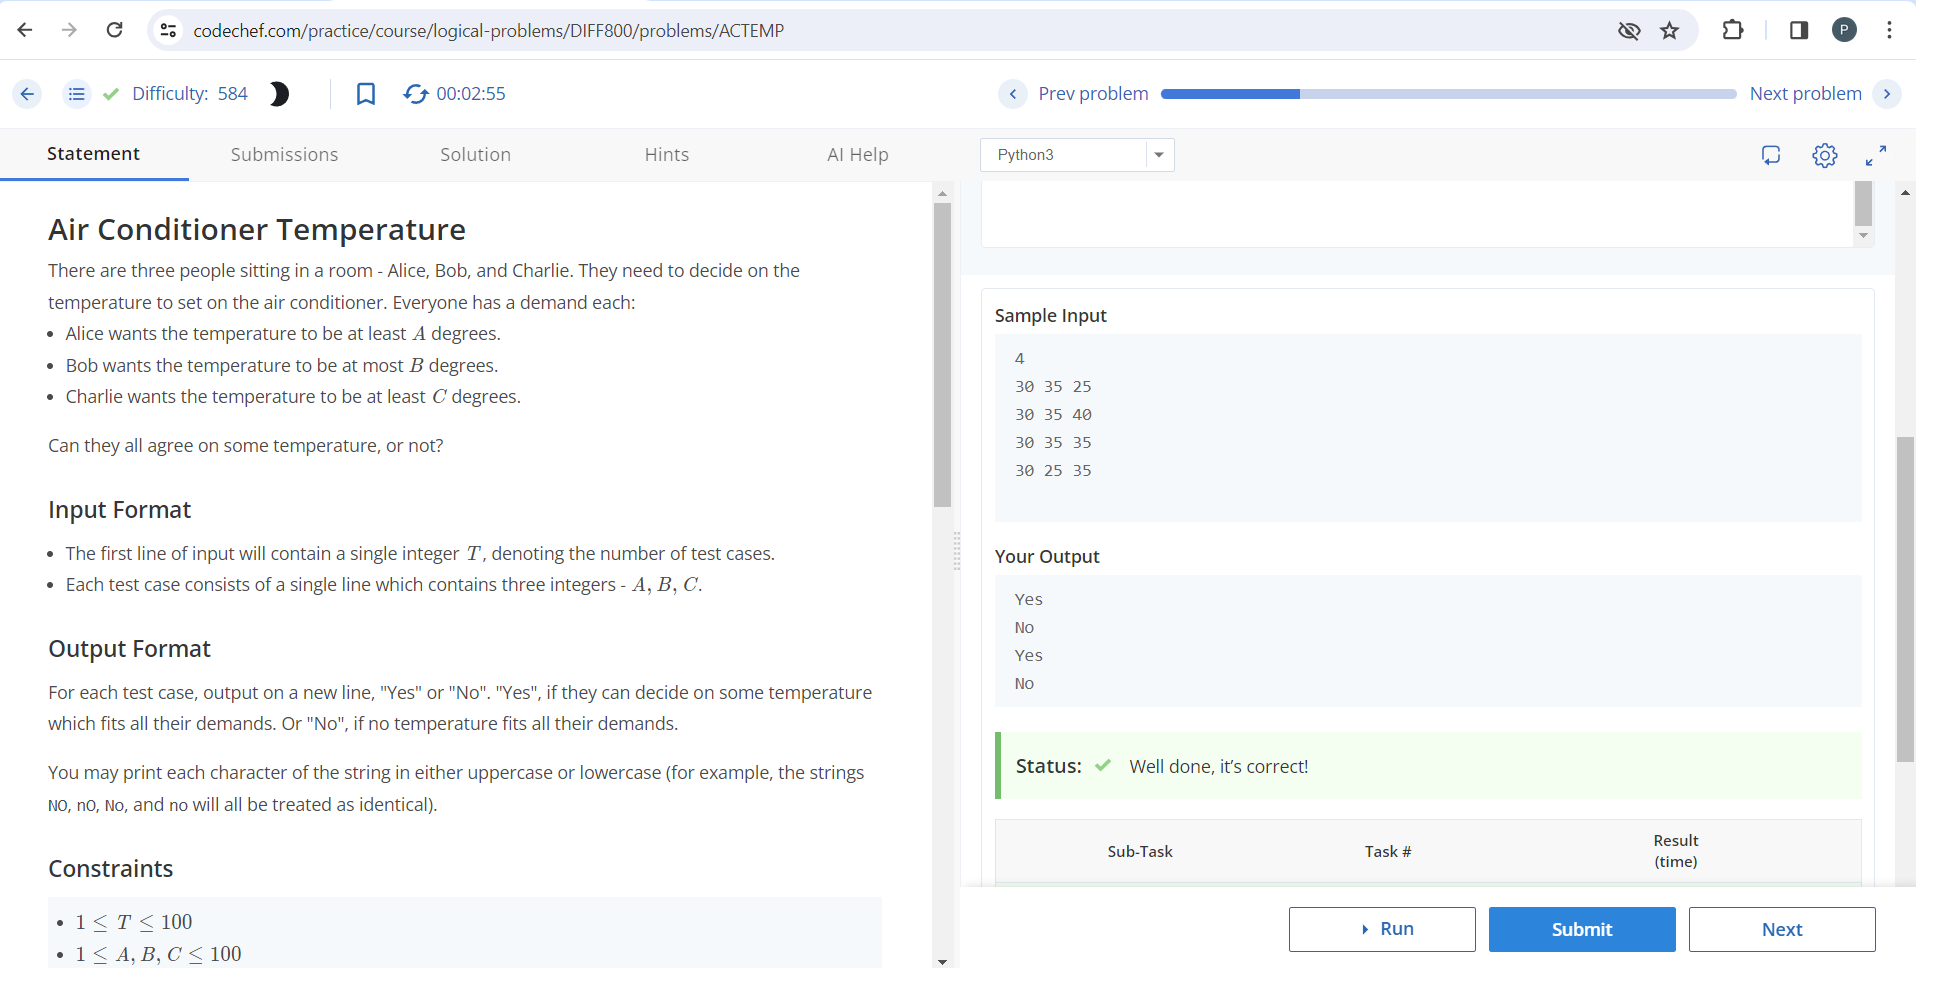 codechef.com/practice/course/logical-problems/DIFF800/problems/ACTEMP
P
Difficulty: 584
00:02:55
Prev problem
Next problem
Statement
Submissions
Solution
Hints
AI Help
Python3
Air Conditioner Temperature
There are three people sitting in a room - Alice, Bob, and Charlie. They need to decide on the
temperature to set on the air conditioner. Everyone has a demand each:
• Alice wants the temperature to be at least A degrees.
• Bob wants the temperature to be at most B degrees.
• Charlie wants the temperature to be at least C degrees.
Can they all agree on some temperature, or not?
Input Format
• The first line of input will contain a single integer T, denoting the number of test cases.
• Each test case consists of a single line which contains three integers - A, B, C.
Output Format
For each test case, output on a new line, "Yes" or "No". "Yes", if they can decide on some temperature
which fits all their demands. Or "No", if no temperature fits all their demands.
You may print each character of the string in either uppercase or lowercase (for example, the strings
NO, nO, No, and no will all be treated as identical).
Constraints
• 1 ≤ T ≤ 100
• 1 ≤ A, B, C ≤ 100
Sample Input
4
30 35 25
30 35 40
30 35 35
30 25 35
Your Output
Yes
No
Yes
No
Status: Well done, it's correct!
Sub-Task
Task #
Result
(time)
Run
Submit
Next